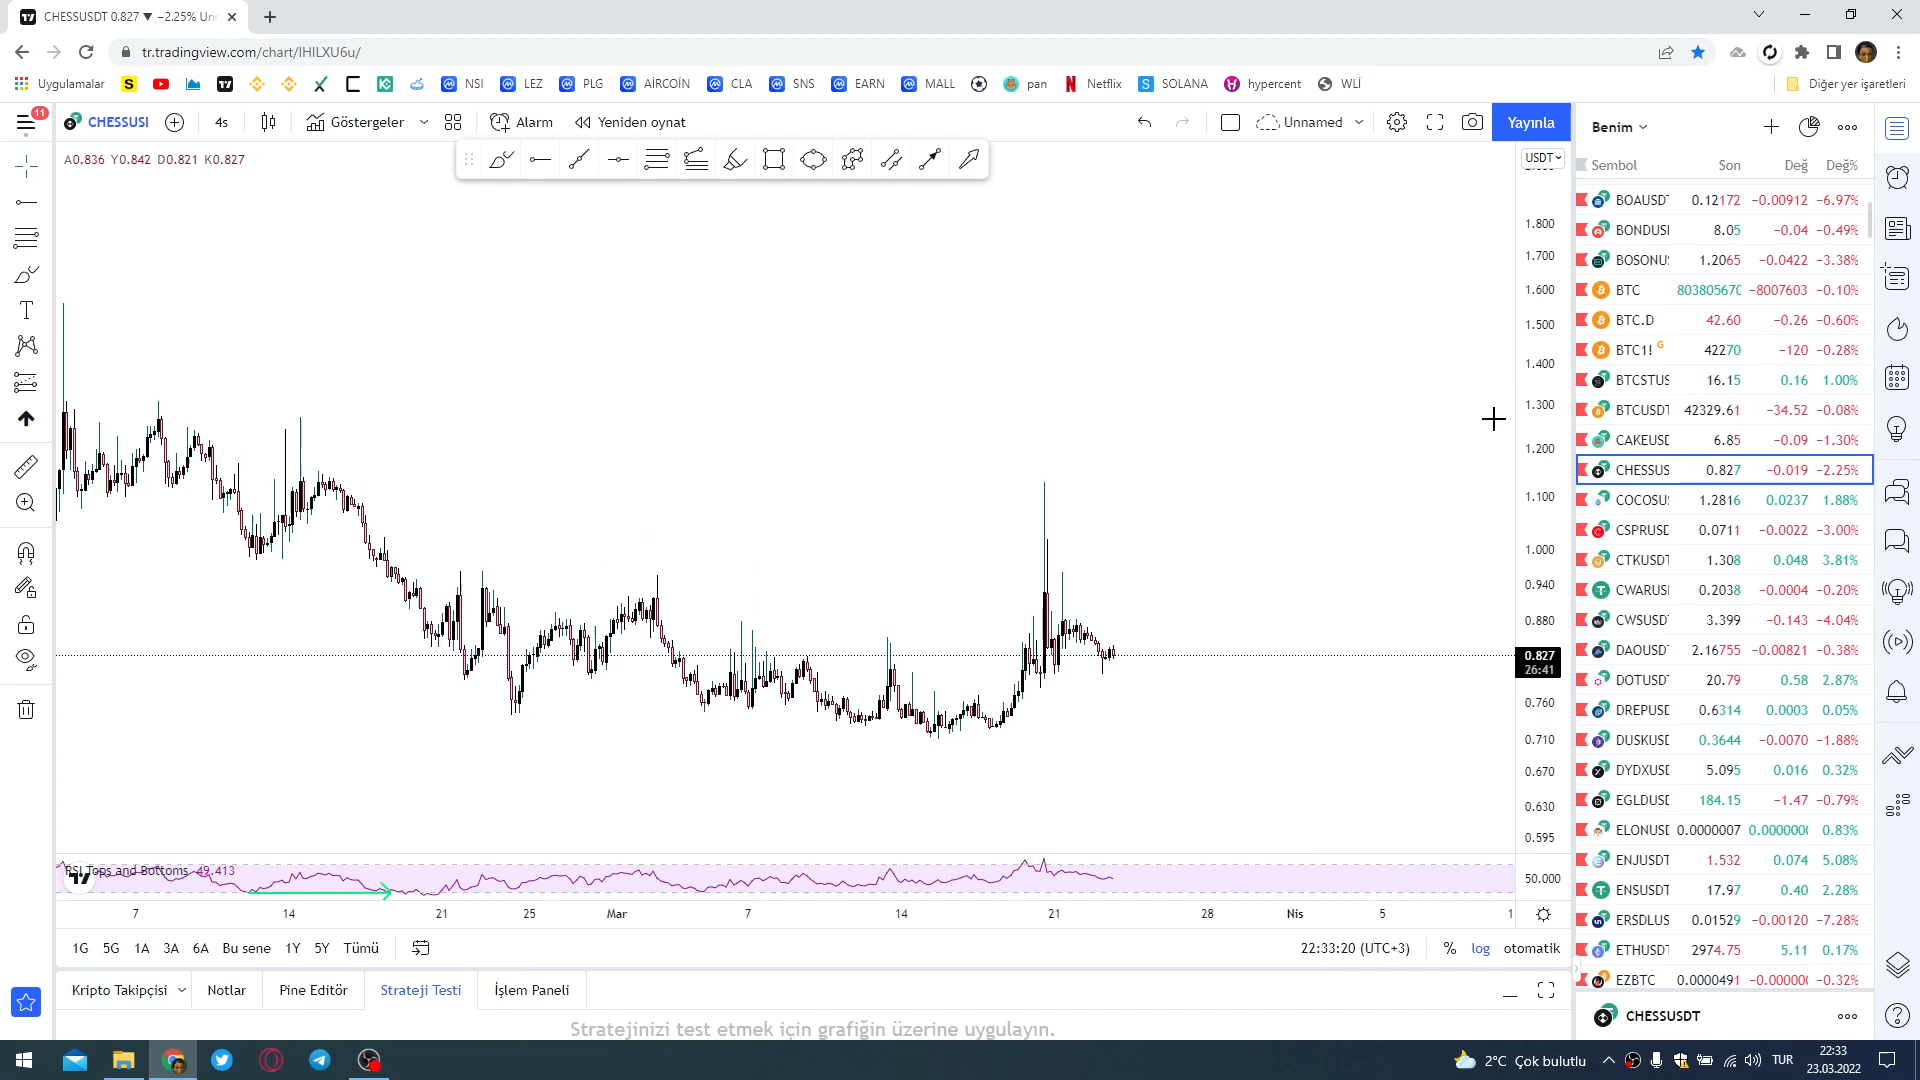 CHESSUSDT 0.827 ▼ −2.25% Unn
tr.tradingview.com/chart/IHILXU6u/
Uygulamalar
NSI
LEZ
PLG
AİRCOİN
CLA
SNS
EARN
MALL
pan
Netflix
SOLANA
hypercent
WLİ
Diğer yer işaretleri
11
CHESSUSI
4s
Göstergeler
Alarm
Yeniden oynat
Unnamed
Yayınla
A0.836 Y0.842 D0.821 K0.827
USDT
1.800
1.700
1.600
1.500
1.400
1.300
1.200
1.100
1.000
0.940
0.880
0.827
26:41
0.760
0.710
0.670
0.630
0.595
RSI Tops and Bottoms 49.413
50.000
7 14 21 25 Mar 7 14 21 28 Nis 5 1
1G 5G 1A 3A 6A Bu sene 1Y 5Y Tümü
22:33:20 (UTC+3) % log otomatik
Kripto Takipçisi Notlar Pine Editör Strateji Testi İşlem Paneli
Stratejinizi test etmek için grafiğin üzerine uygulayın.
Benim
Sembol Son Değ Değ%
BOAUSDT 0.12172 −0.00912 −6.97%
BONDUSI 8.05 −0.04 −0.49%
BOSONU: 1.2065 −0.0422 −3.38%
BTC 80380567( −8007603 −0.10%
BTC.D 42.60 −0.26 −0.60%
BTC1! G 42270 −120 −0.28%
BTCSTUS 16.15 0.16 1.00%
BTCUSDT 42329.61 −34.52 −0.08%
CAKEUSD 6.85 −0.09 −1.30%
CHESSUS 0.827 −0.019 −2.25%
COCOSU: 1.2816 0.0237 1.88%
CSPRUSD 0.0711 −0.0022 −3.00%
CTKUSDT 1.308 0.048 3.81%
CWARUSI 0.2038 −0.0004 −0.20%
CWSUSD 3.399 −0.143 −4.04%
DAOUSD 2.16755 −0.00821 −0.38%
DOTUSD 20.79 0.58 2.87%
DREPUSD 0.6314 0.0003 0.05%
DUSKUSD 0.3644 −0.0070 −1.88%
DYDXUSD 5.095 0.016 0.32%
EGLDUSD 184.15 −1.47 −0.79%
ELONUSD 0.0000007 0.0000000 0.83%
ENJUSDT 1.532 0.074 5.08%
ENSUSDT 17.97 0.40 2.28%
ERSDLUS 0.01529 −0.00120 −7.28%
ETHUSDT 2974.75 5.11 0.17%
EZBTC 0.0000491 −0.000000 −0.32%
CHESSUSDT
2°C Çok bulutlu
TUR
22:33
23.03.2022